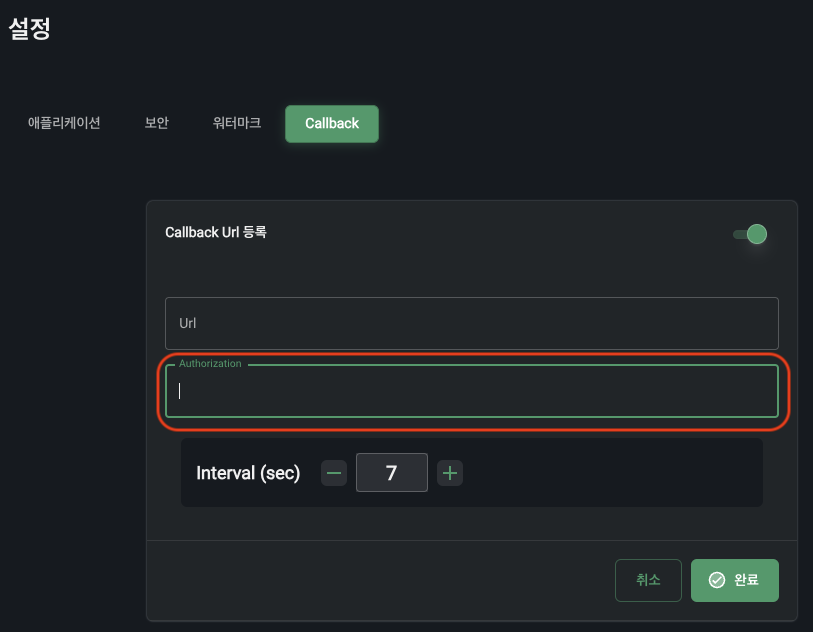 설정
애플리케이션 보안 워터마크 Callback
Callback Url 등록
Url
Authorization
Interval (sec) 7
취소 완료